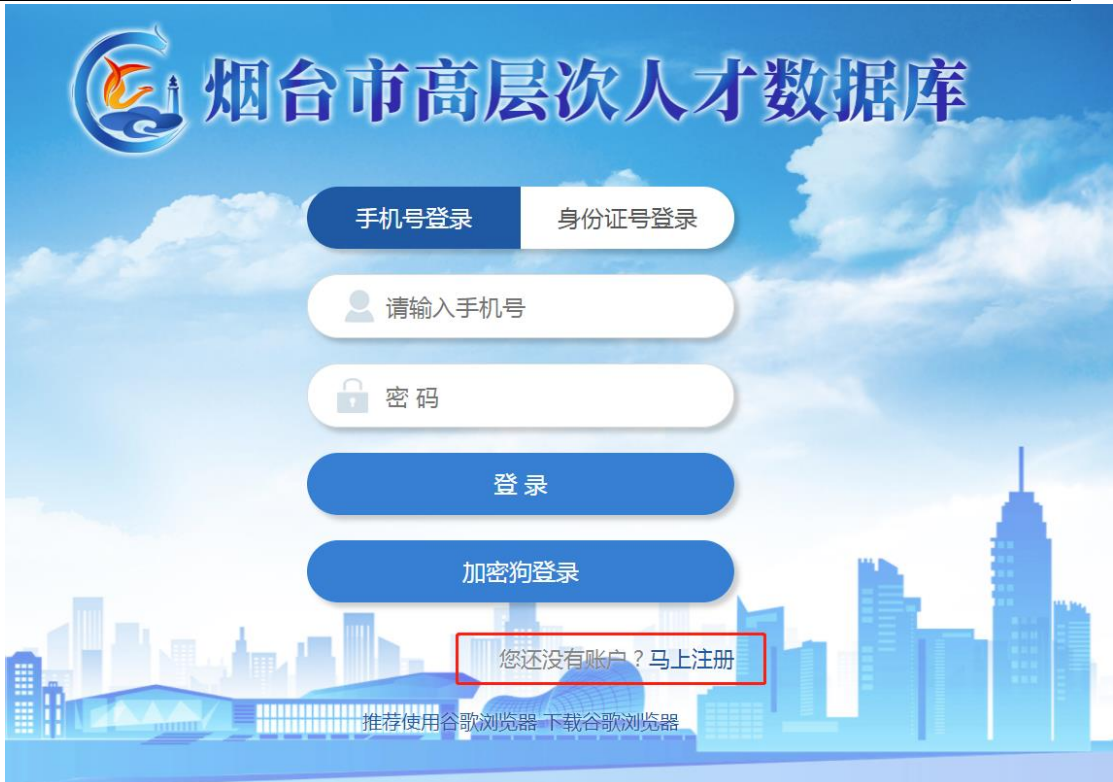 烟台市高层次人才数据库
手机号登录 身份证号登录
请输入手机号
密 码
登 录
加密狗登录
您还没有账户？马上注册
推荐使用谷歌浏览器 下载谷歌浏览器